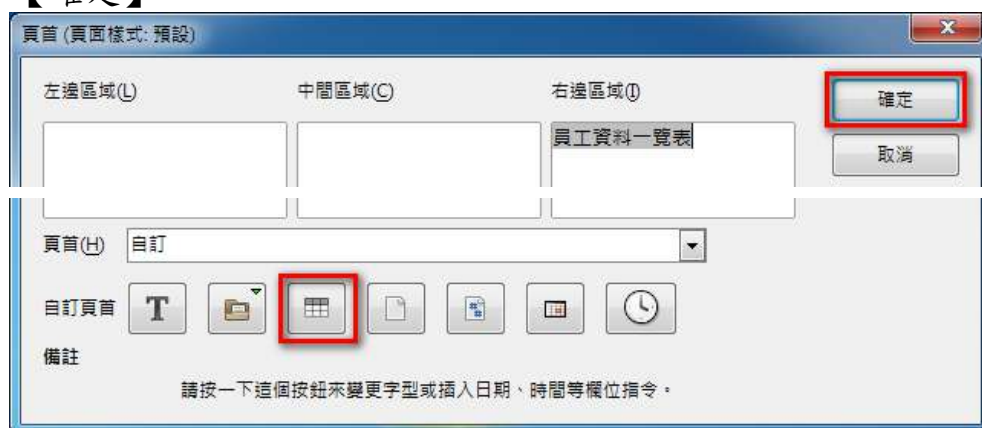 【確定】
頁首 (頁面樣式: 預設)
左邊區域(L) 中間區域(C) 右邊區域(I)
確定
員工資料一覽表
取消
頁首(H) 自訂
自訂頁首 T
備註
請按一下這個按鈕來變更字型或插入日期、時間等欄位指令。